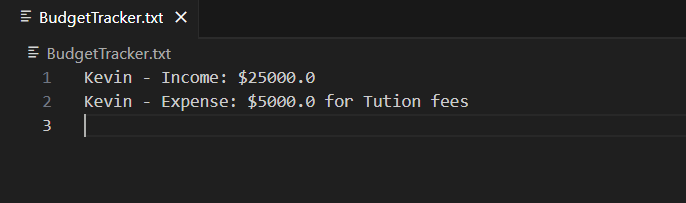 BudgetTracker.txt
BudgetTracker.txt
1 Kevin - Income: $25000.0
2 Kevin - Expense: $5000.0 for Tution fees
3